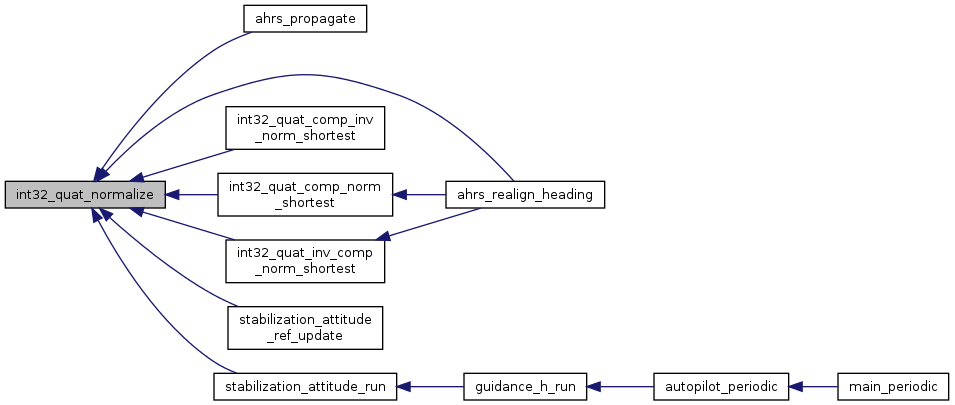 ahrs_propagate
int32_quat_comp_inv
_norm_shortest
int32_quat_normalize
int32_quat_comp_norm
_shortest
ahrs_realign_heading
int32_quat_inv_comp
_norm_shortest
stabilization_attitude
_ref_update
stabilization_attitude_run
guidance_h_run
autopilot_periodic
main_periodic